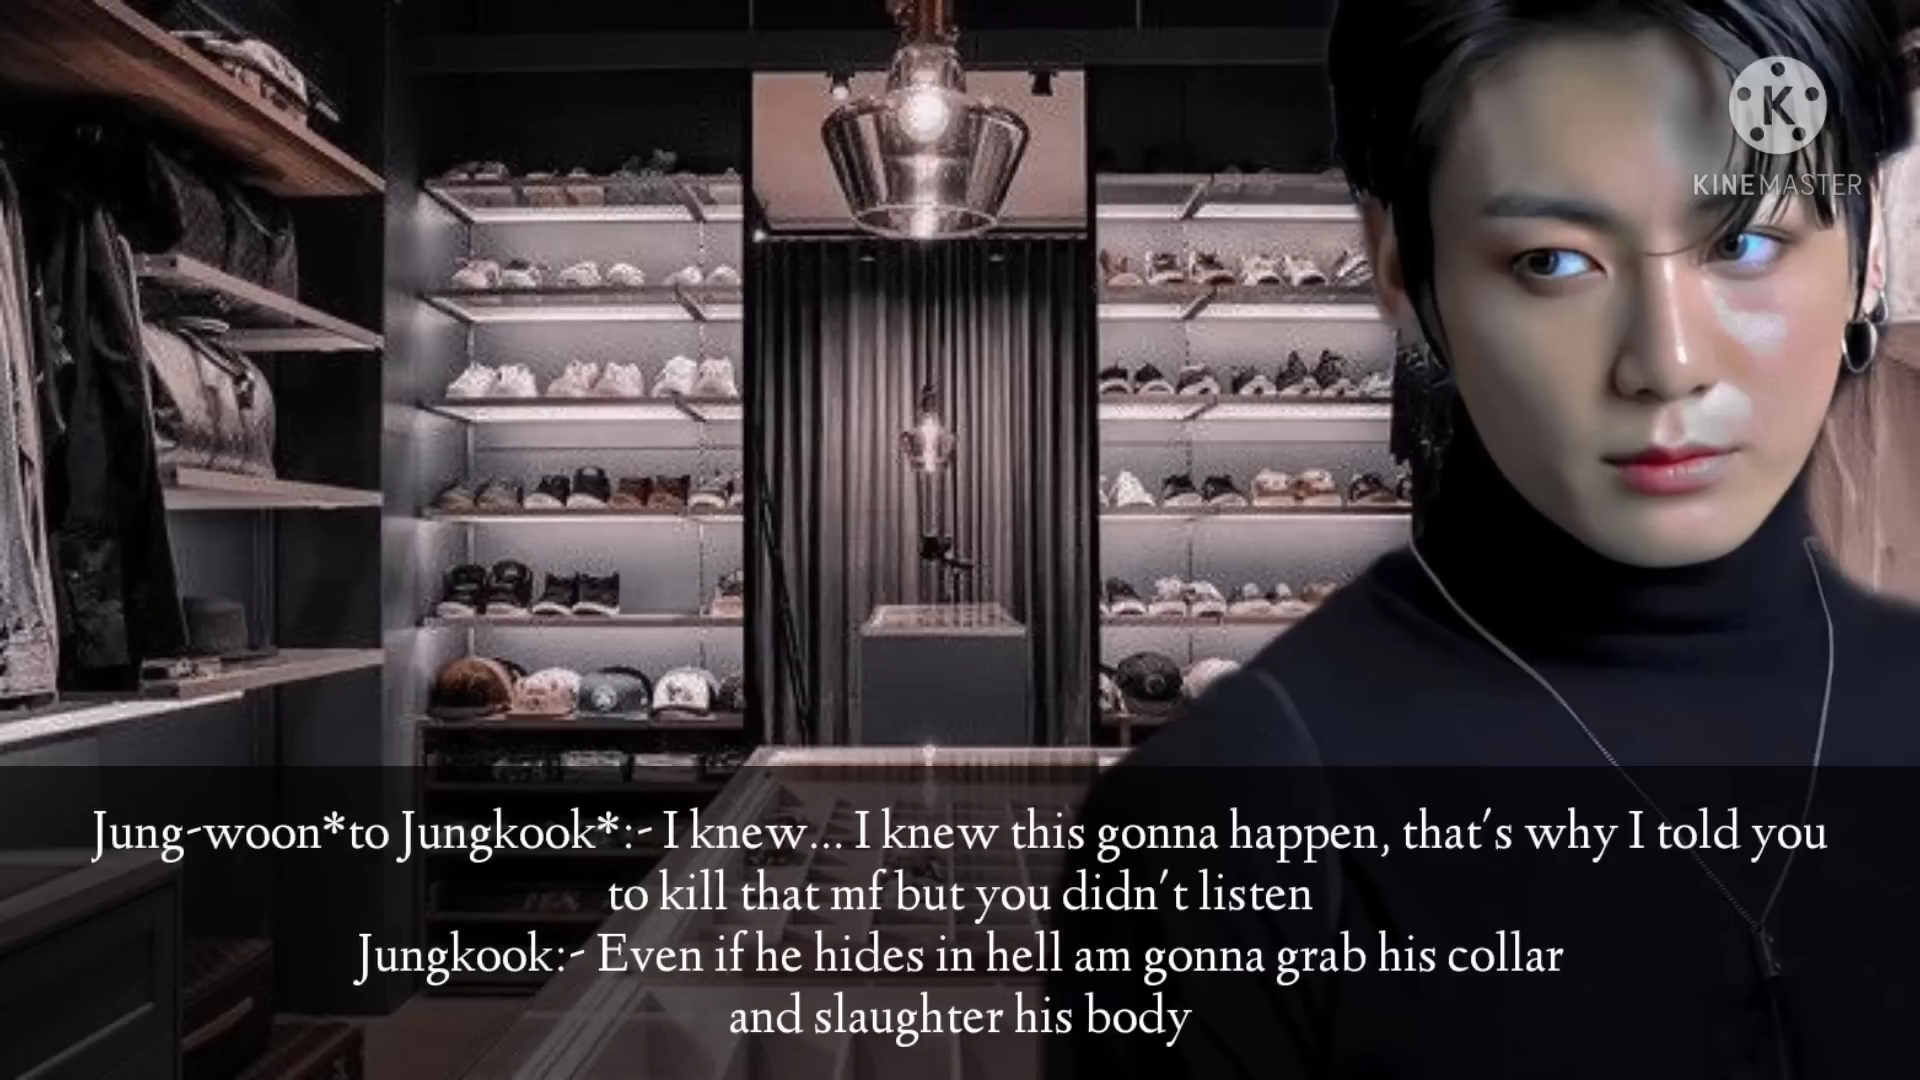 KINEMASTER
Jung-woon*to Jungkook*:- I knew... I knew this gonna happen, that's why I told you
to kill that mf but you didn't listen
Jungkook:- Even if he hides in hell am gonna grab his collar
and slaughter his body